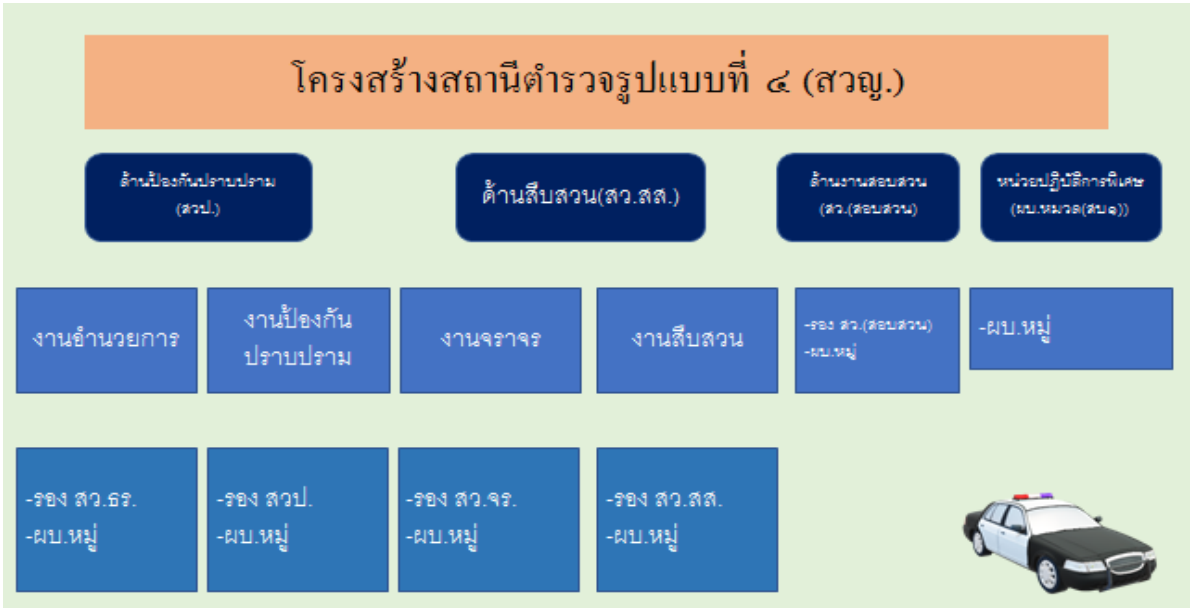 โครงสร้างสถานีตำรวจรูปแบบที่ ๔ (สวญ.)
ด้านป้องกันปราบปราม
(สวป.)
ด้านสืบสวน(สว.สส.)
ด้านงานสอบสวน
(สว.(สอบสวน)
หน่วยปฏิบัติการพิเศษ
(ผบ.หมวด(สบ๑))
งานอำนวยการ
งานป้องกัน
ปราบปราม
งานจราจร
งานสืบสวน
-รอง สว.(สอบสวน)
-ผบ.หมู่
-ผบ.หมู่
-รอง สว.ธร.
-ผบ.หมู่
-รอง สวป.
-ผบ.หมู่
-รอง สว.จร.
-ผบ.หมู่
-รอง สว.สส.
-ผบ.หมู่